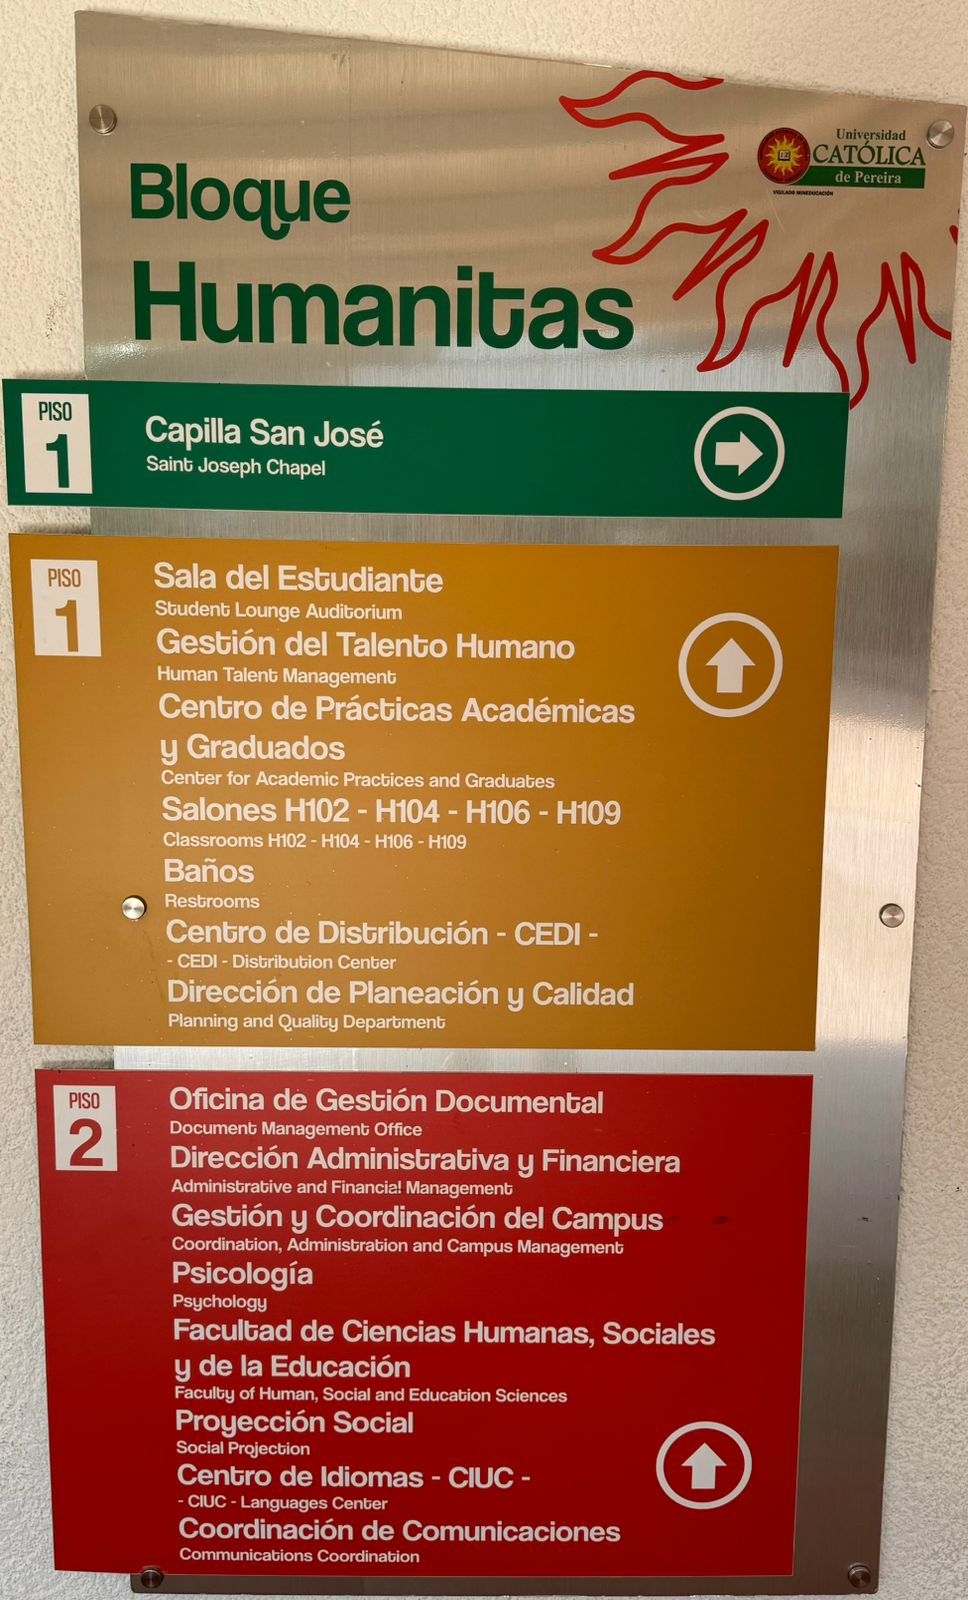 Universidad
CATÓLICA
de Pereira
VIGILADO MINEDUCACIÓN
Bloque
Humanitas
PISO
1
Capilla San José
Saint Joseph Chapel
PISO
1
Sala del Estudiante
Student Lounge Auditorium
Gestión del Talento Humano
Human Talent Management
Centro de Prácticas Académicas
y Graduados
Center for Academic Practices and Graduates
Salones H102 - H104 - H106 - H109
Classrooms H102 - H104 - H106 - H109
Baños
Restrooms
Centro de Distribución - CEDI -
- CEDI - Distribution Center
Dirección de Planeación y Calidad
Planning and Quality Department
PISO
2
Oficina de Gestión Documental
Document Management Office
Dirección Administrativa y Financiera
Administrative and Financial Management
Gestión y Coordinación del Campus
Coordination, Administration and Campus Management
Psicología
Psychology
Facultad de Ciencias Humanas, Sociales
y de la Educación
Faculty of Human, Social and Education Sciences
Proyección Social
Social Projection
Centro de Idiomas - CIUC -
- CIUC - Languages Center
Coordinación de Comunicaciones
Communications Coordination